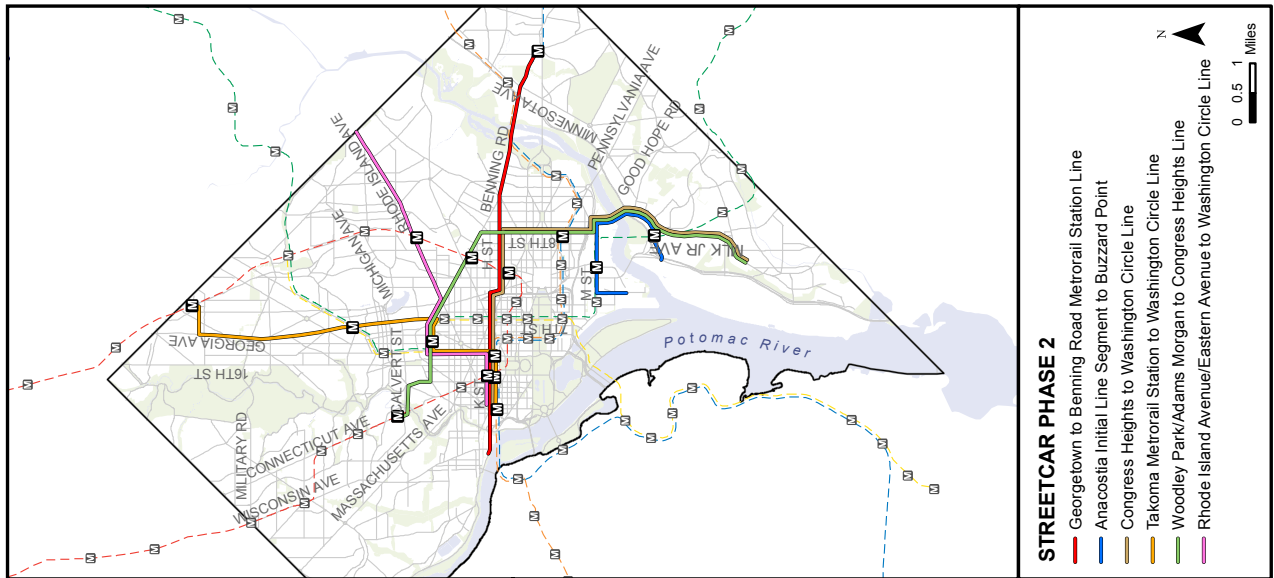 MILITARY RD
CONNECTICUT AVE
WISCONSIN AVE
MASSACHUSETTS AVE
16TH ST
GEORGIA AVE
CALVERT ST
MICHIGAN AVE
RHODE ISLAND AVE
K ST
7TH ST
H ST
BENNING RD
8TH ST
M ST
MINNESOTA AVE
PENNSYLVANIA AVE
GOOD HOPE RD
MLK JR AVE
Potomac River
STREETCAR PHASE 2
Georgetown to Benning Road Metrorail Station Line
Anacostia Initial Line Segment to Buzzard Point
Congress Heights to Washington Circle Line
Takoma Metrorail Station to Washington Circle Line
Woodley Park/Adams Morgan to Congress Heights Line
Rhode Island Avenue/Eastern Avenue to Washington Circle Line
N
0 0.5 1
Miles